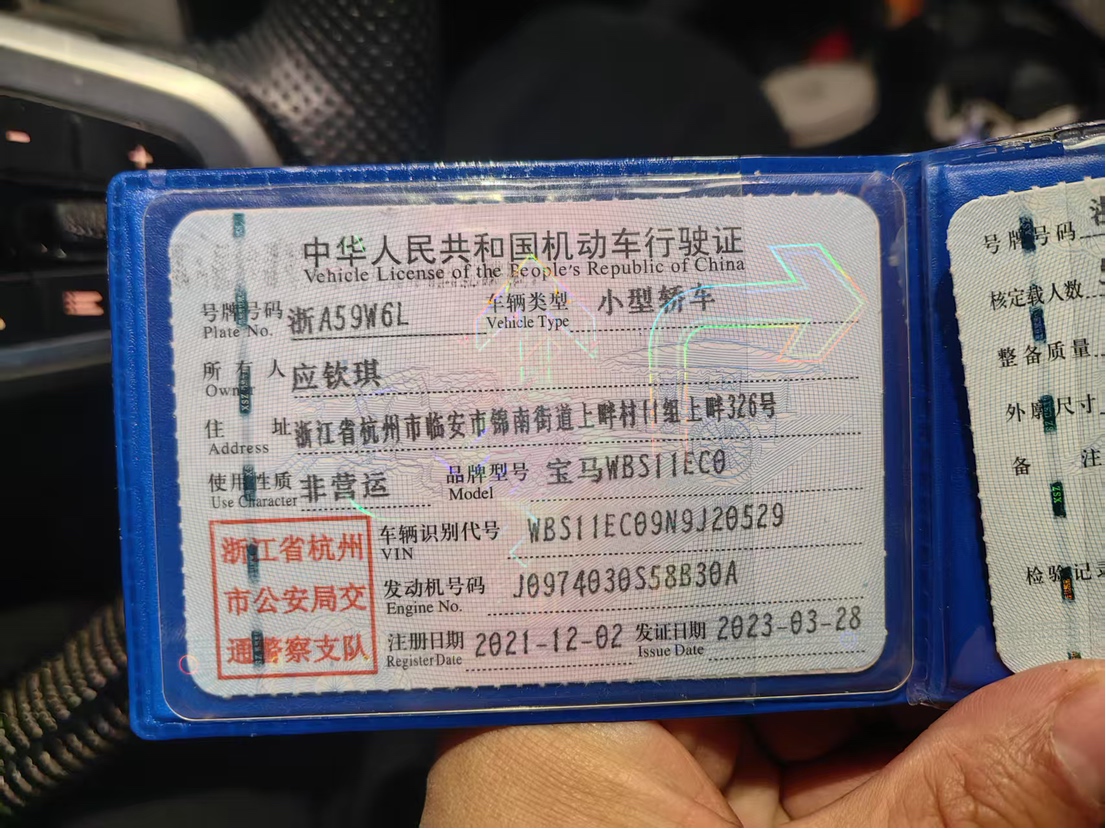 中华人民共和国机动车行驶证
Vehicle License of the People's Republic of China
号牌号码 浙A59W6L 车辆类型 小型轿车
Plate No. Vehicle Type
所有人 应钦琪
Owner
住址 浙江省杭州市临安市锦南街道上畔村11组上畔326号
Address
使用性质 非营运 品牌型号 宝马WBS11EC0
Use Character Model
浙江省杭州
市公安局交
通警察支队
车辆识别代号 WBS11EC09N9J20529
VIN
发动机号码 J0974030S58B30A
Engine No.
注册日期 2021-12-02 发证日期 2023-03-28
Register Date Issue Date
号牌号码
核定载人数 5
整备质量
外廓尺寸
备 注
检验记录